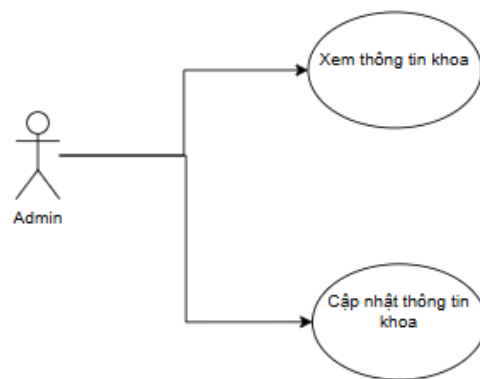 Xem thông tin khoa
Admin
Cập nhật thông tin
khoa